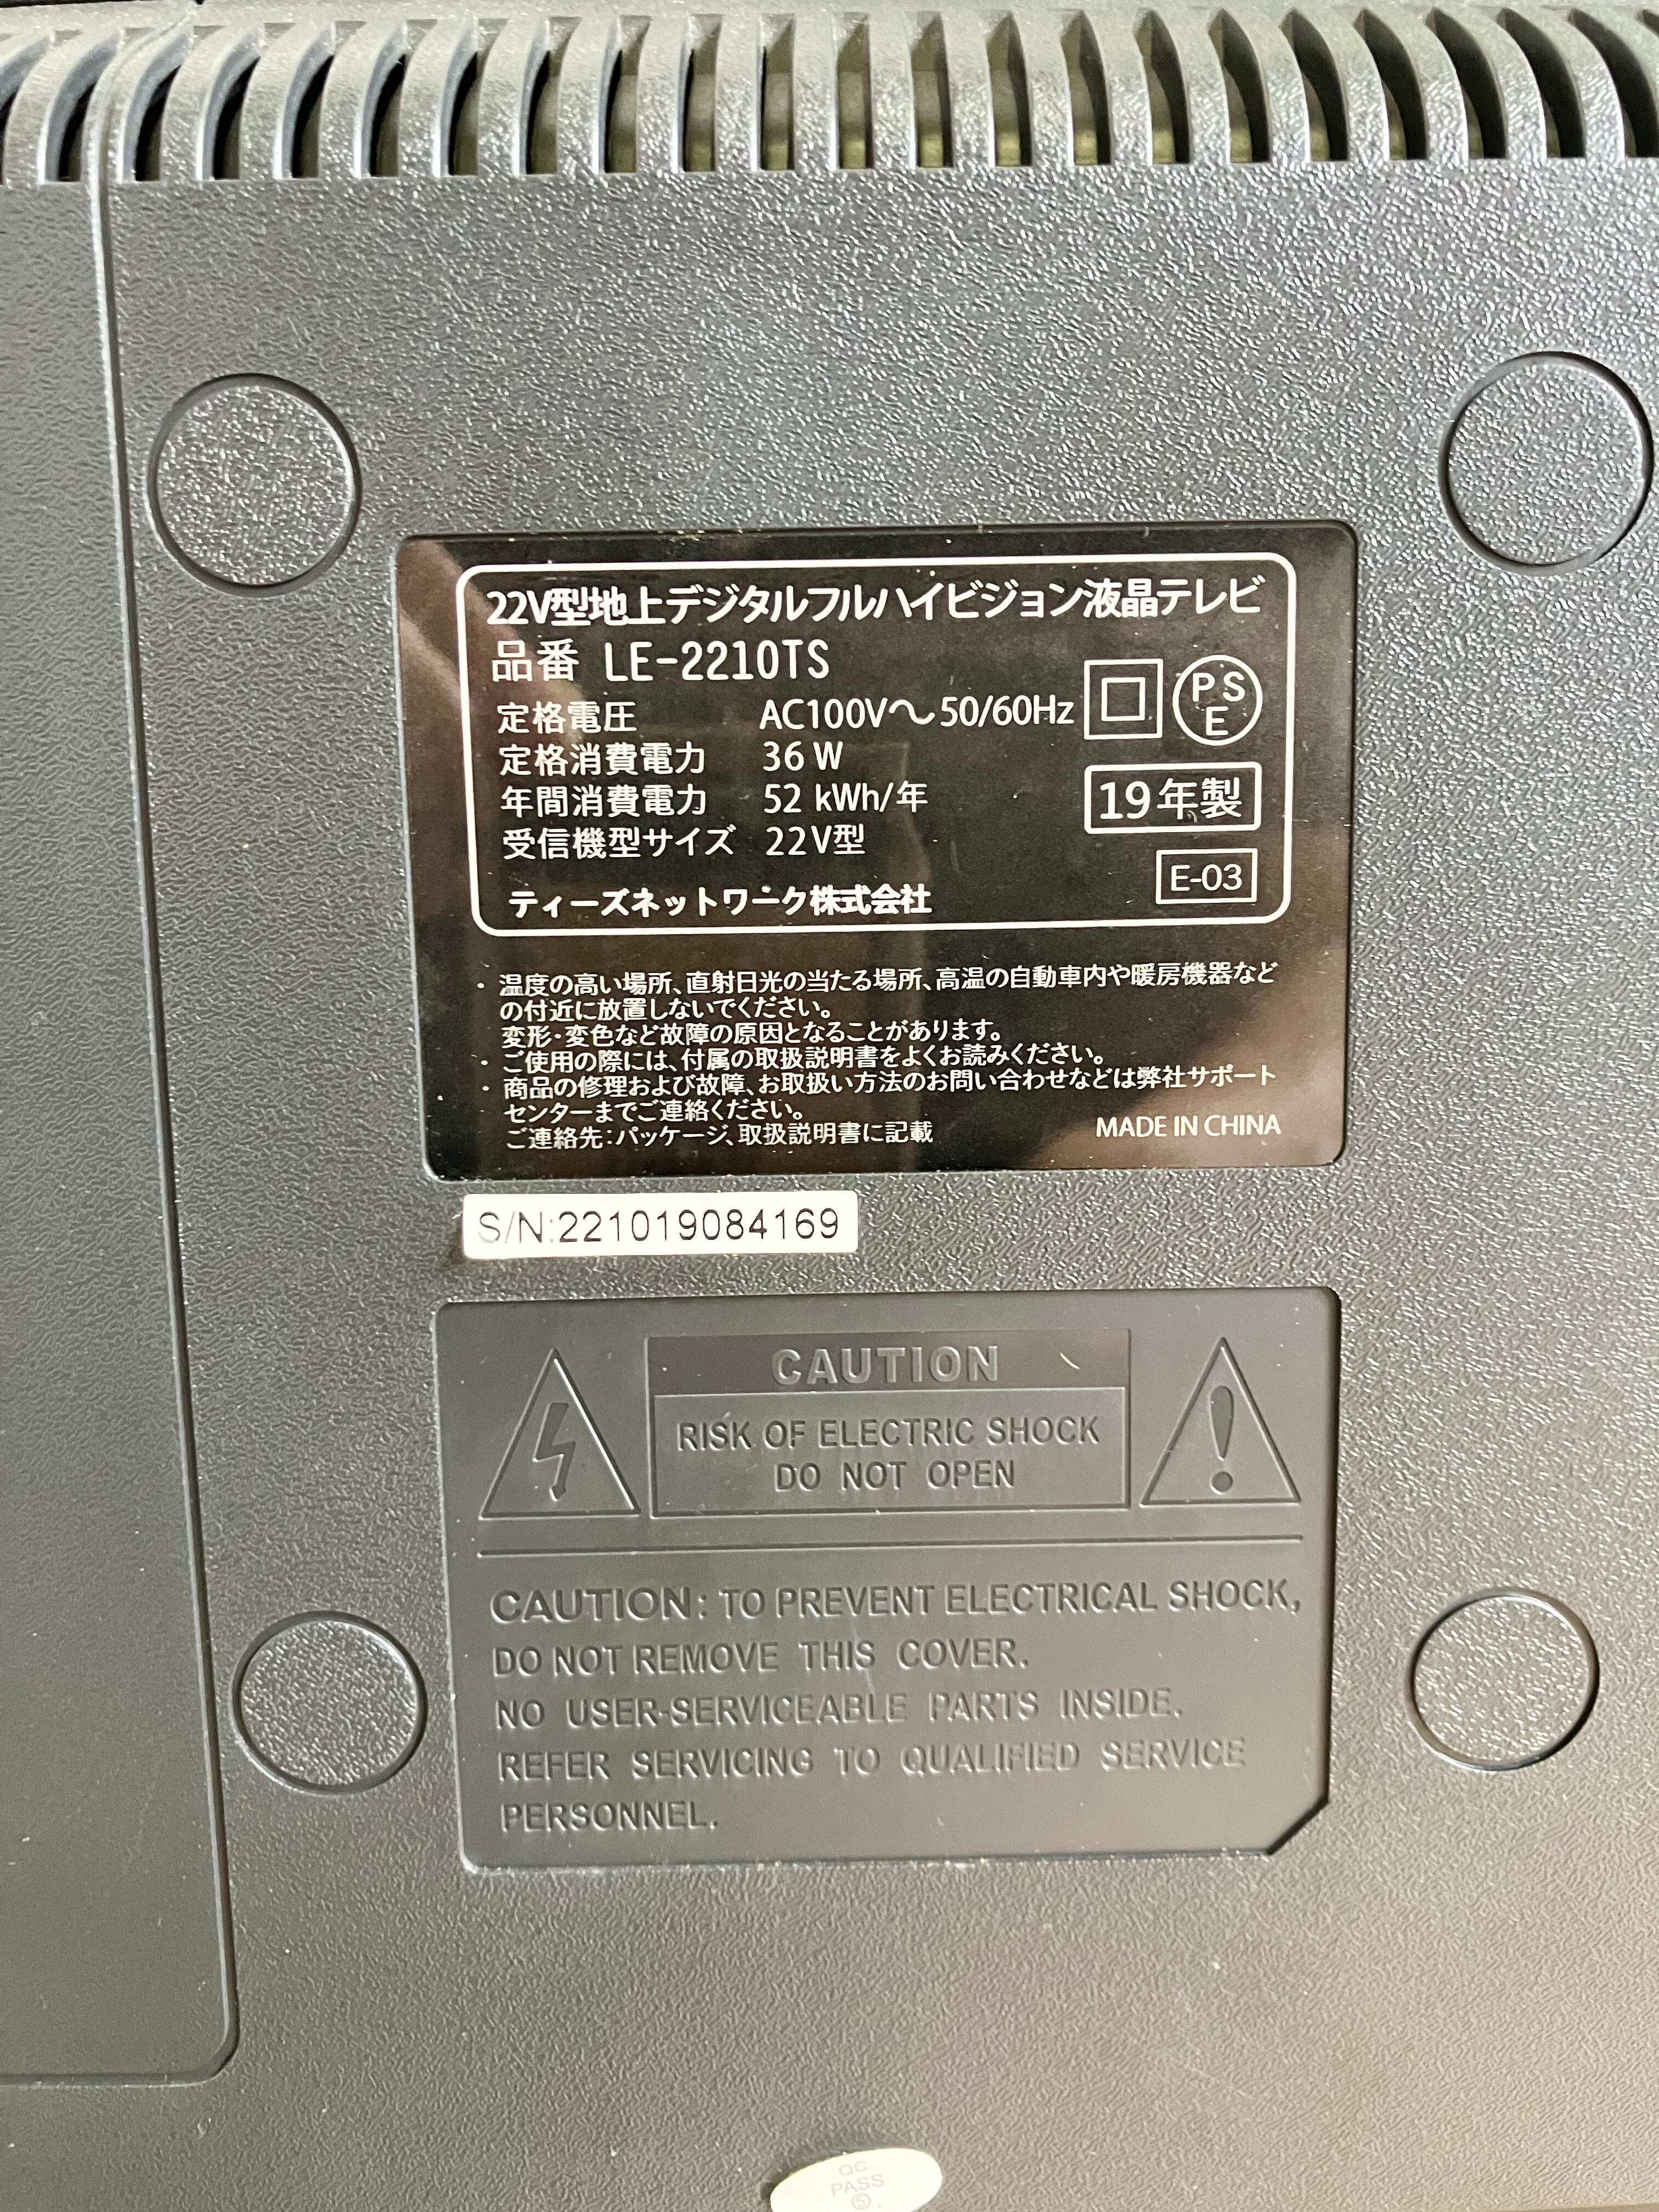 22V型地上デジタルフルハイビジョン液晶テレビ
品番 LE-2210TS
定格電圧 AC100V〜50/60Hz
PSE
定格消費電力 36 W
年間消費電力 52 kWh/年
19年製
受信機型サイズ 22V型
E-03
ティーズネットワーク株式会社
・温度の高い場所、直射日光の当たる場所、高温の自動車内や暖房機器など
の付近に放置しないでください。
変形・変色など故障の原因となることがあります。
・ご使用の際には、付属の取扱説明書をよくお読みください。
・商品の修理および故障、お取扱い方法のお問い合わせなどは弊社サポート
センターまでご連絡ください。
ご連絡先：パッケージ、取扱説明書に記載
MADE IN CHINA
S/N:221019084169
CAUTION
RISK OF ELECTRIC SHOCK
DO NOT OPEN
CAUTION: TO PREVENT ELECTRICAL SHOCK,
DO NOT REMOVE THIS COVER.
NO USER-SERVICEABLE PARTS INSIDE.
REFER SERVICING TO QUALIFIED SERVICE
PERSONNEL.
QC
PASS
⑤